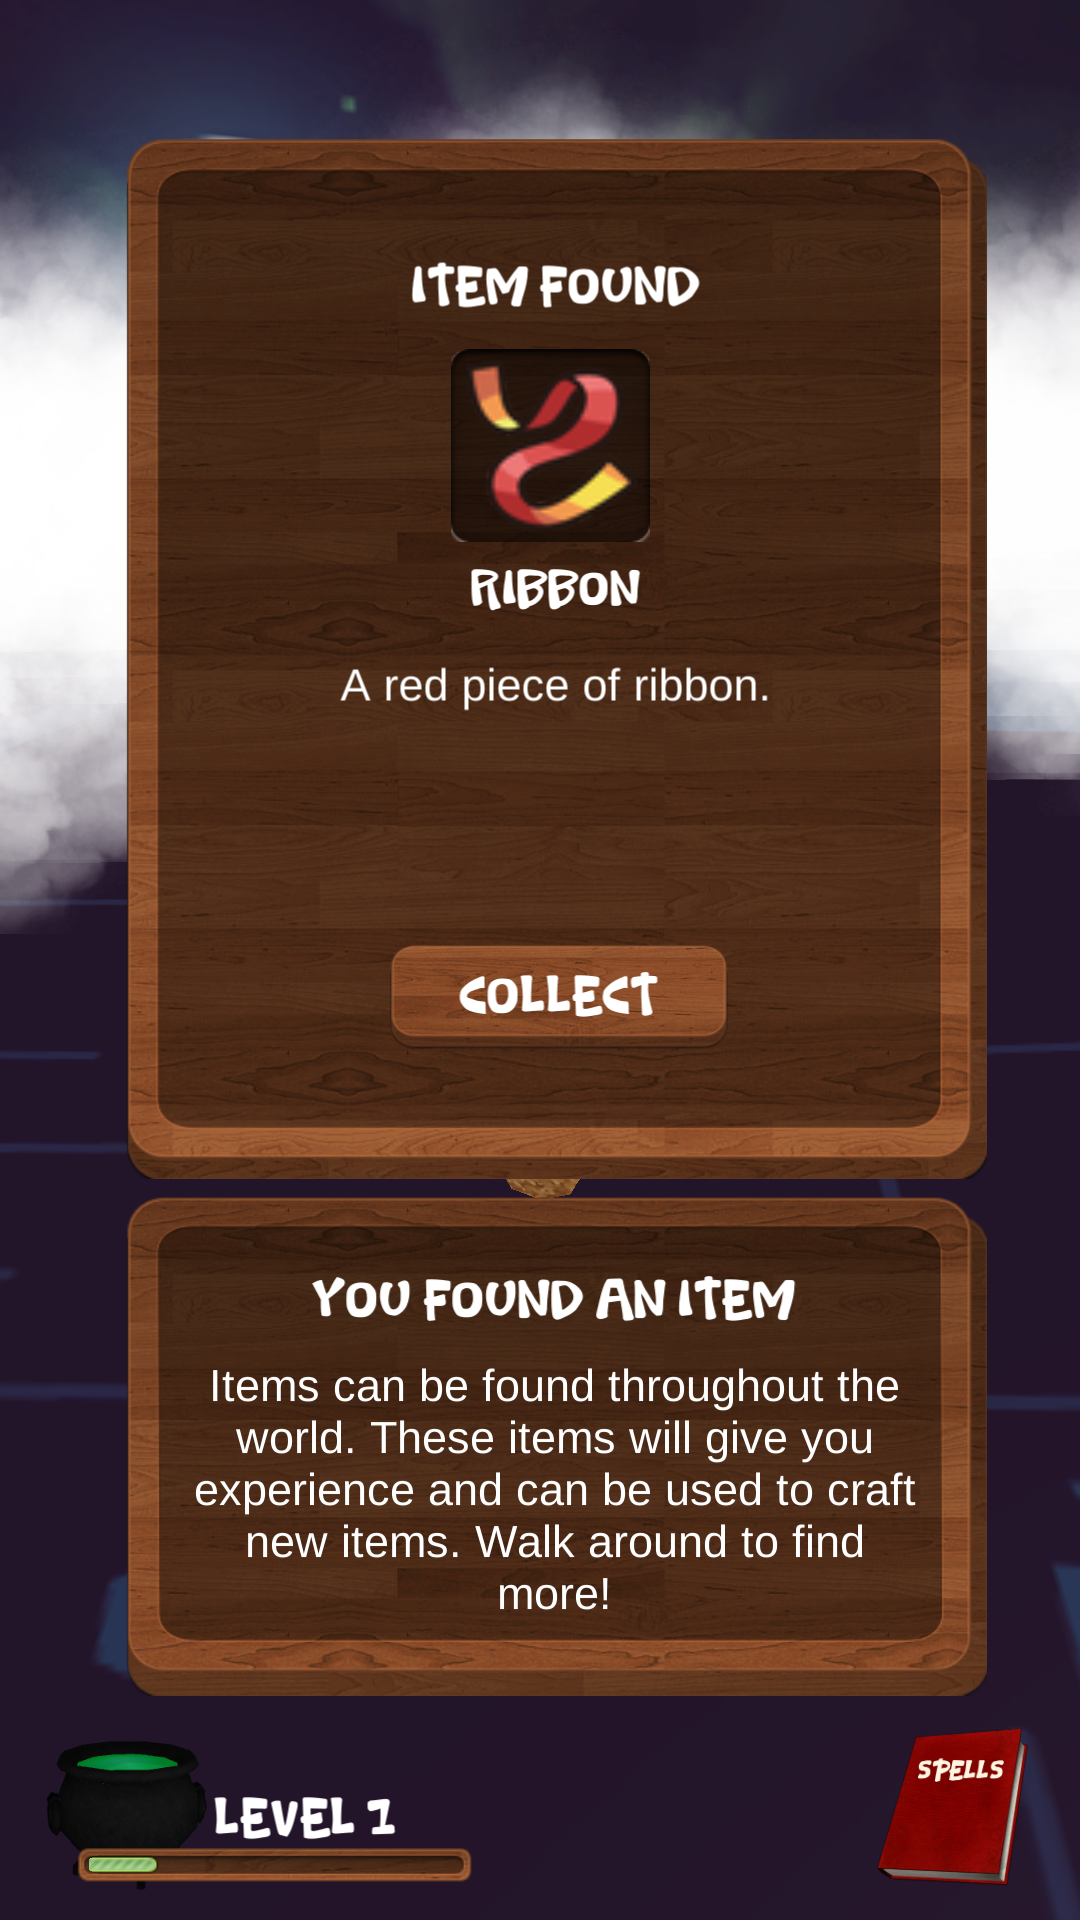 ITEM FOUND
RIBBON
A red piece of ribbon.
COLLECT
YOU FOUND AN ITEM
Items can be found throughout the
world. These items will give you
experience and can be used to craft
new items. Walk around to find
more!
SPELLS
LEVEL 1